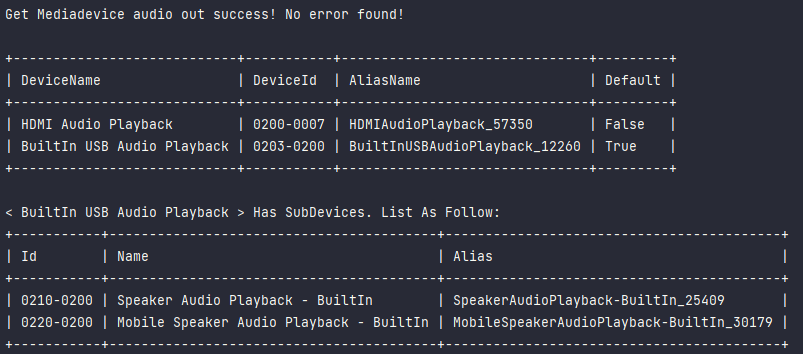 Get Mediadevice audio out success! No error found!
+----------------------------+-----------+------------------------------+---------+
| DeviceName                 | DeviceId  | AliasName                    | Default |
+----------------------------+-----------+------------------------------+---------+
| HDMI Audio Playback        | 0200-0007 | HDMIAudioPlayback_57350      | False   |
| BuiltIn USB Audio Playback | 0203-0200 | BuiltInUSBAudioPlayback_12260 | True    |
+----------------------------+-----------+------------------------------+---------+
< BuiltIn USB Audio Playback > Has SubDevices. List As Follow:
+-----------+-----------------------------------------+------------------------------------------+
| Id        | Name                                    | Alias                                    |
+-----------+-----------------------------------------+------------------------------------------+
| 0210-0200 | Speaker Audio Playback - BuiltIn        | SpeakerAudioPlayback-BuiltIn_25409       |
| 0220-0200 | Mobile Speaker Audio Playback - BuiltIn | MobileSpeakerAudioPlayback-BuiltIn_30179 |
+-----------+-----------------------------------------+------------------------------------------+